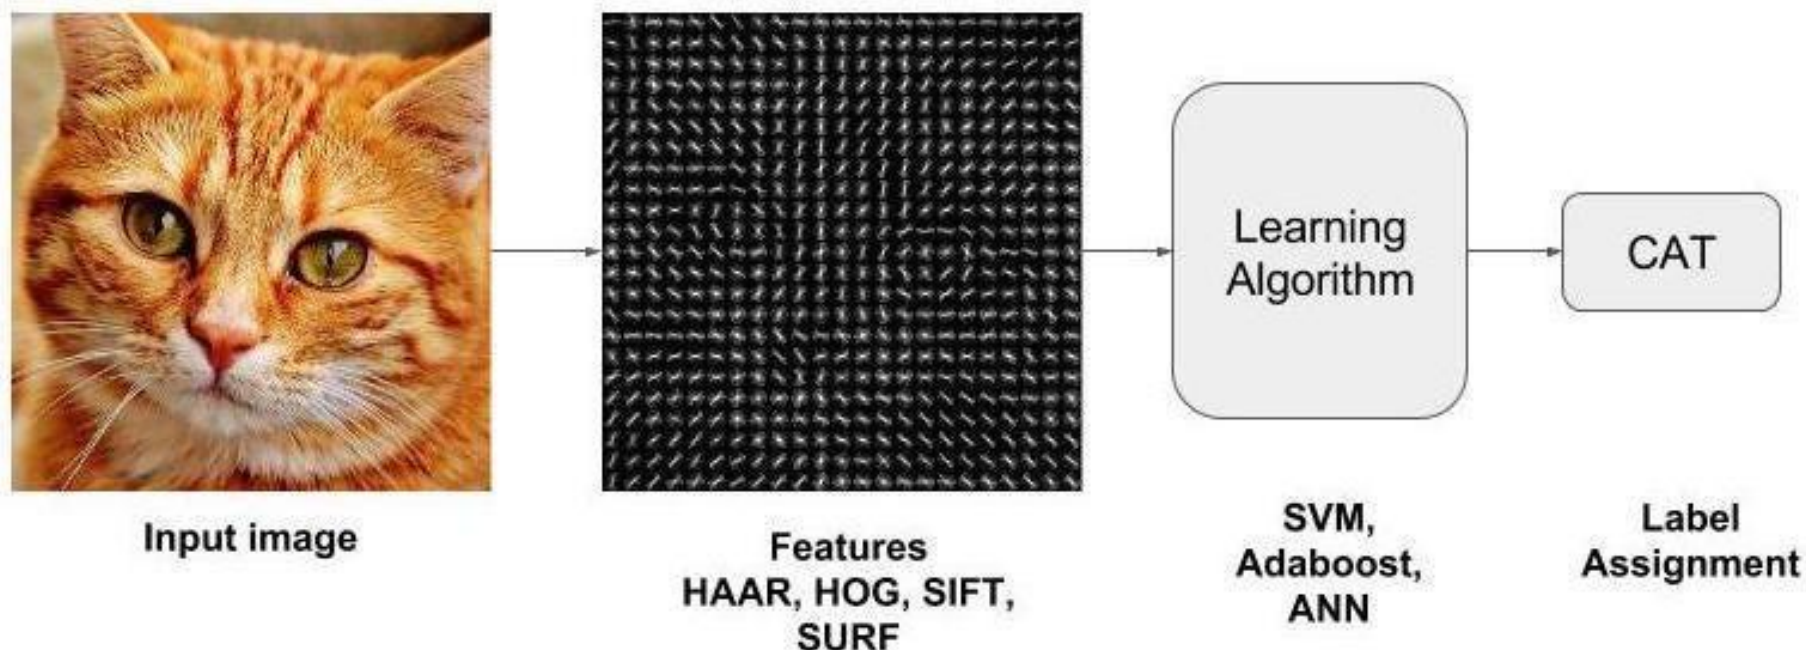 Learning
Algorithm
CAT
Input image
Features
HAAR, HOG, SIFT,
SURF
SVM,
Adaboost,
ANN
Label
Assignment